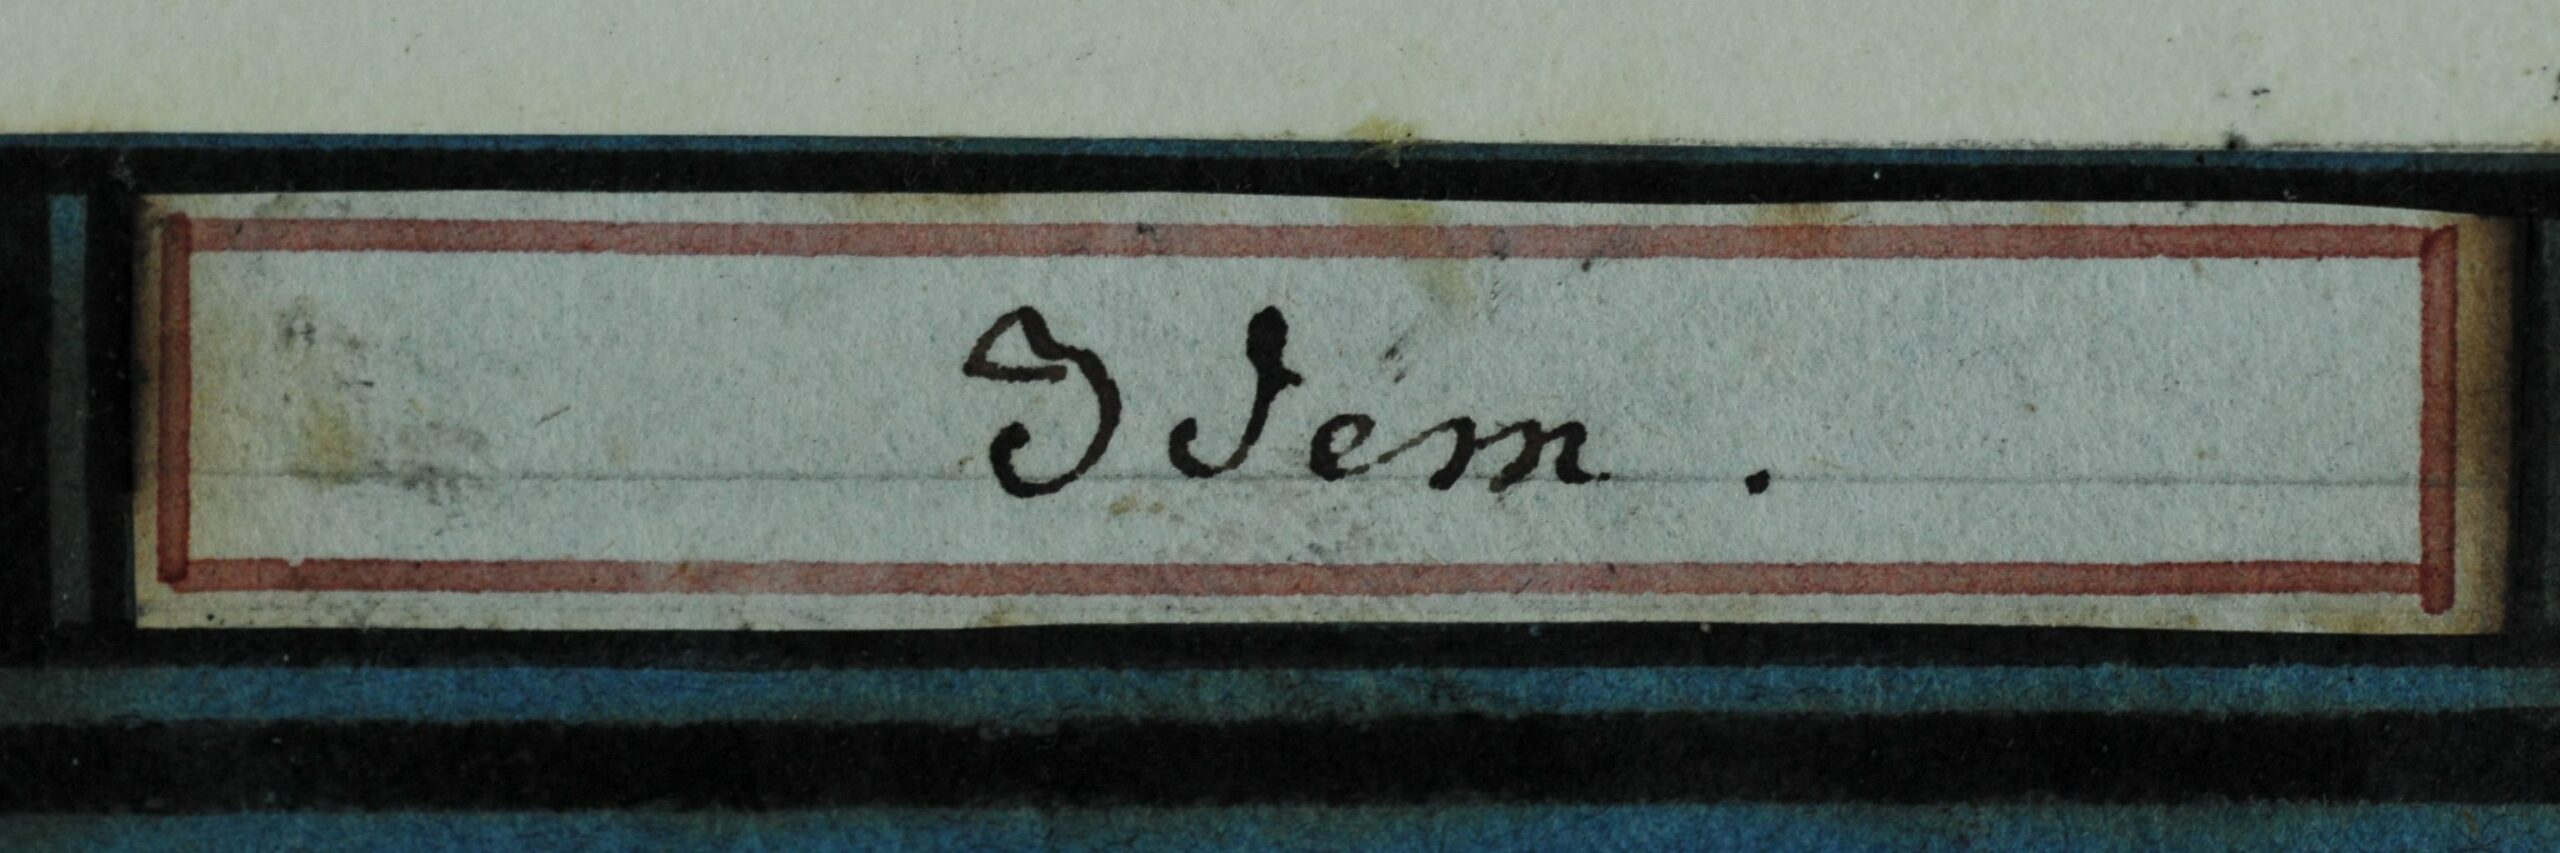 Idem .